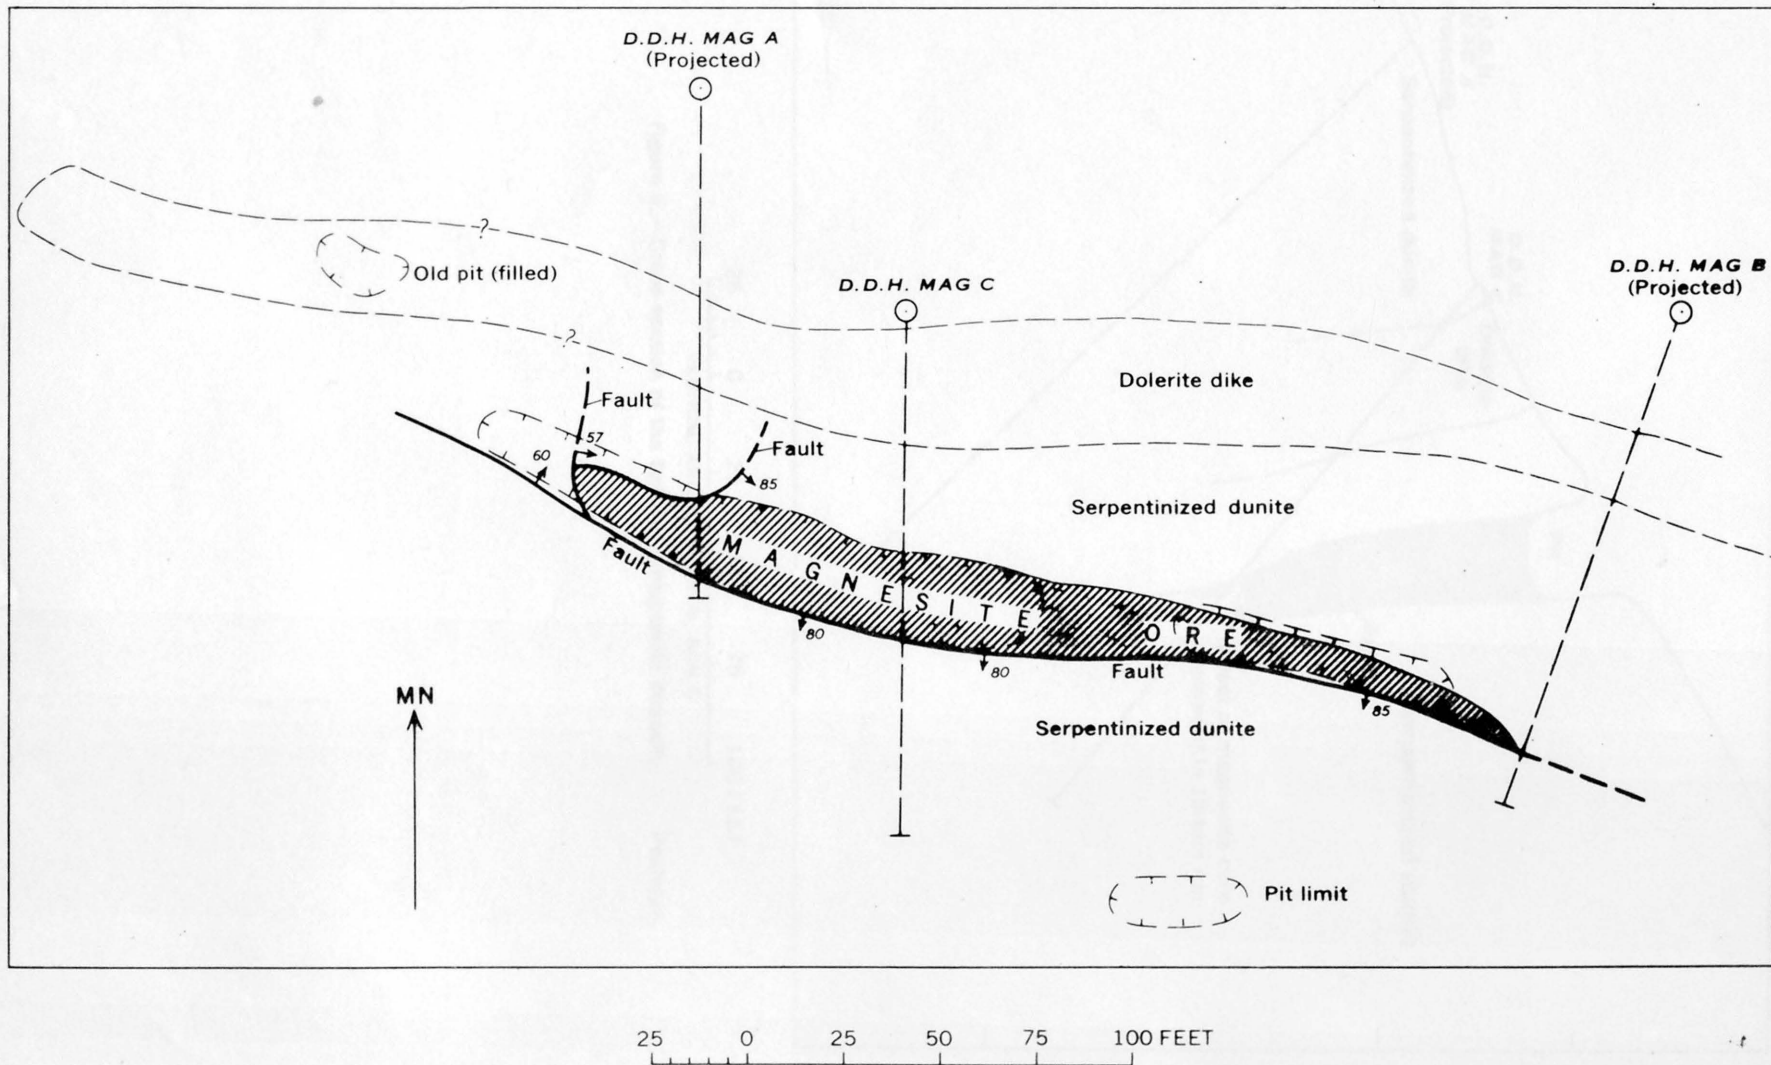 D.D.H. MAG A
(Projected)
D.D.H. MAG B
(Projected)
?
Old pit (filled)
D.D.H. MAG C
?
Dolerite dike
Fault
57
60
Fault
85
Serpentinized dunite
Fault
MAGNESITE ORE
80
80
Fault
85
MN
Serpentinized dunite
Pit limit
25 0 25 50 75 100 FEET